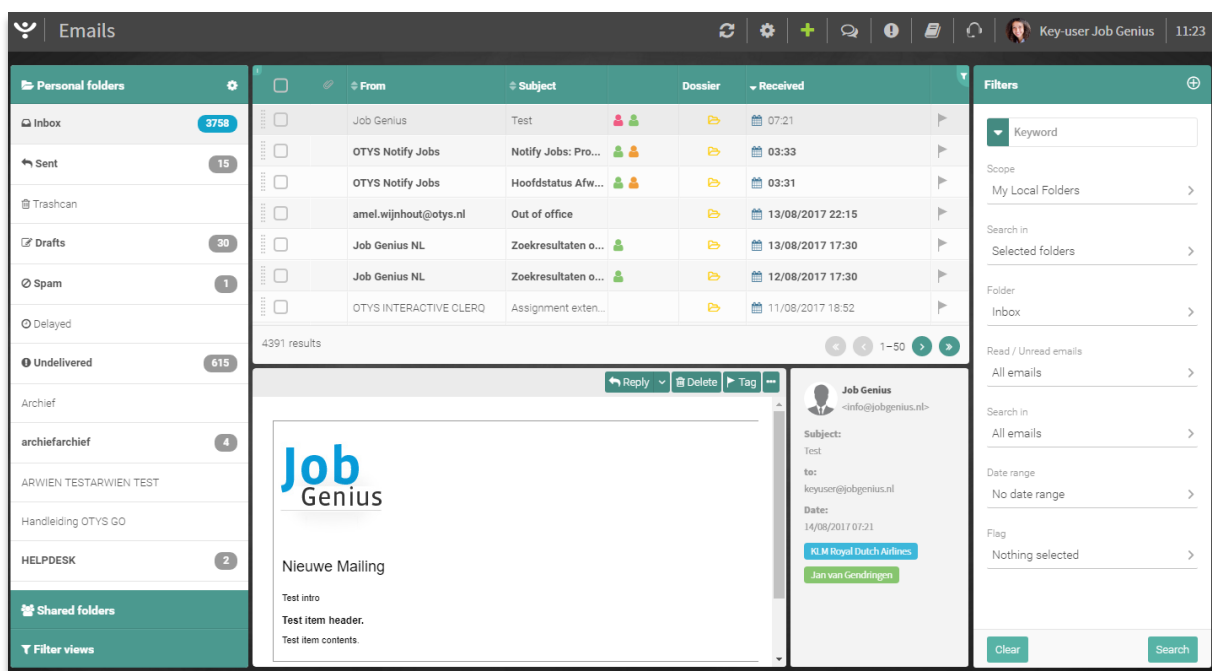 Emails
Key-user Job Genius
11:23
Personal folders
Inbox 3758
Sent 15
Trashcan
Drafts 30
Spam 1
Delayed
Undelivered 615
Archief
archiefarchief 4
ARWIEN TESTARWIEN TEST
Handleiding OTYS GO
HELPDESK 2
Shared folders
Filter views
From Subject Dossier Received
Job Genius Test 07:21
OTYS Notify Jobs Notify Jobs: Pro... 03:33
OTYS Notify Jobs Hoofdstatus Afw... 03:31
amel.wijnhout@otys.nl Out of office 13/08/2017 22:15
Job Genius NL Zoekresultaten o... 13/08/2017 17:30
Job Genius NL Zoekresultaten o... 12/08/2017 17:30
OTYS INTERACTIVE CLERQ Assignment exten... 11/08/2017 18:52
4391 results
1-50
Reply Delete Tag
Job
Genius
Nieuwe Mailing
Test intro
Test item header.
Test item contents.
Job Genius
<info@jobgenius.nl>
Subject:
Test
to:
keyuser@jobgenius.nl
Date:
14/08/2017 07:21
KLM Royal Dutch Airlines
Jan van Gendringen
Filters
Keyword
Scope
My Local Folders
Search in
Selected folders
Folder
Inbox
Read / Unread emails
All emails
Search in
All emails
Date range
No date range
Flag
Nothing selected
Clear Search